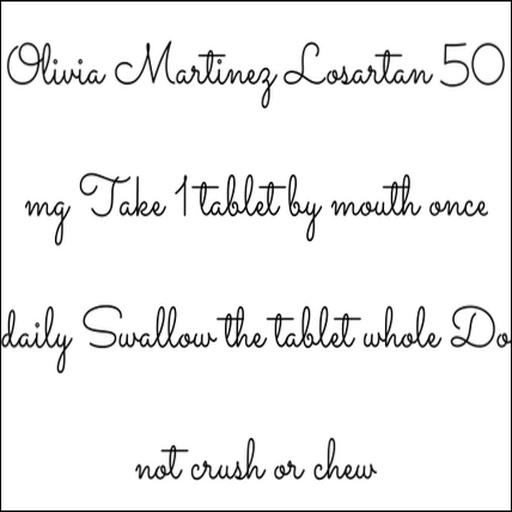 Olivia Martinez Losartan 50
mg Take 1 tablet by mouth once
daily Swallow the tablet whole Do
not crush or chew